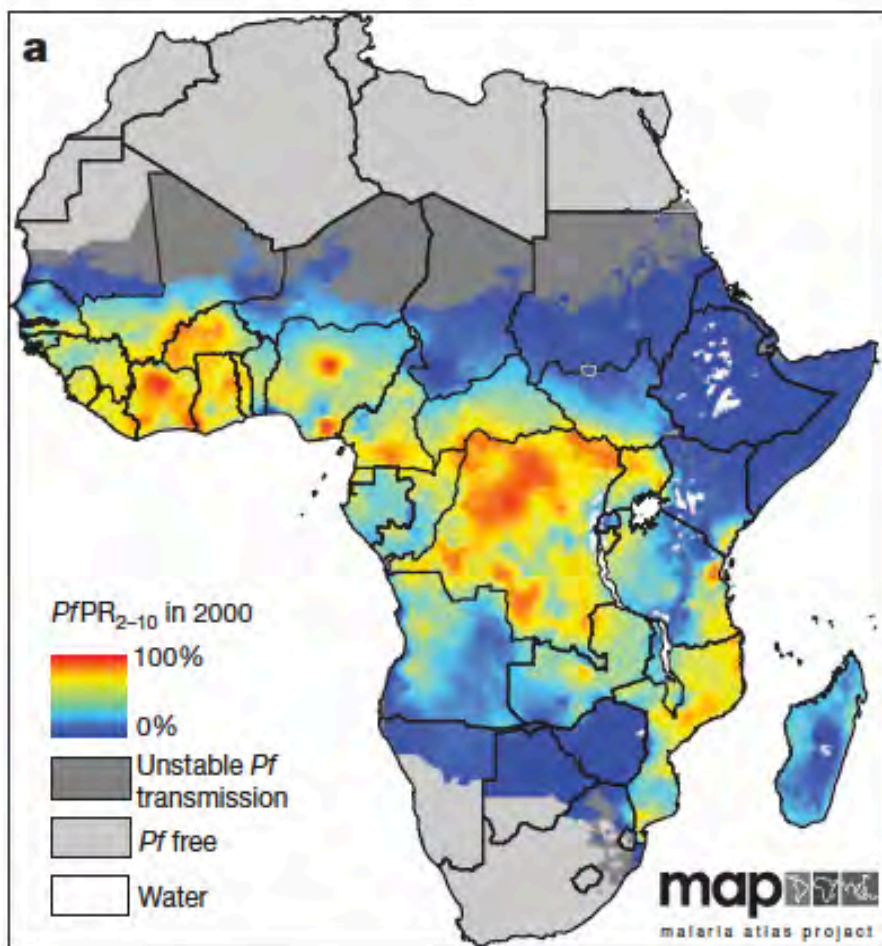 a
PfPR2–10 in 2000
100%
0%
Unstable Pf
transmission
Pf free
Water
map
malaria atlas project